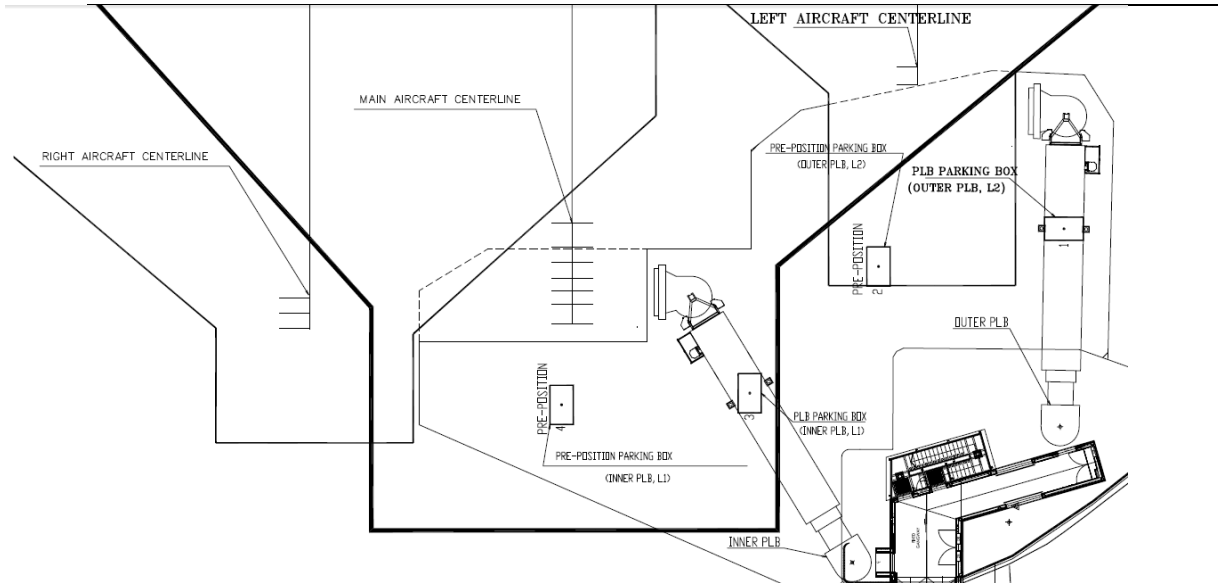 LEFT AIRCRAFT CENTERLINE
MAIN AIRCRAFT CENTERLINE
RIGHT AIRCRAFT CENTERLINE
PRE-POSITION PARKING BOX
(OUTER PLB, L2)
PLB PARKING BOX
(OUTER PLB, L2)
1
PRE-POSITION
2
OUTER PLB
PRE-POSITION
4
3
PLB PARKING BOX
(INNER PLB, L1)
PRE-POSITION PARKING BOX
(INNER PLB, L1)
INNER PLB